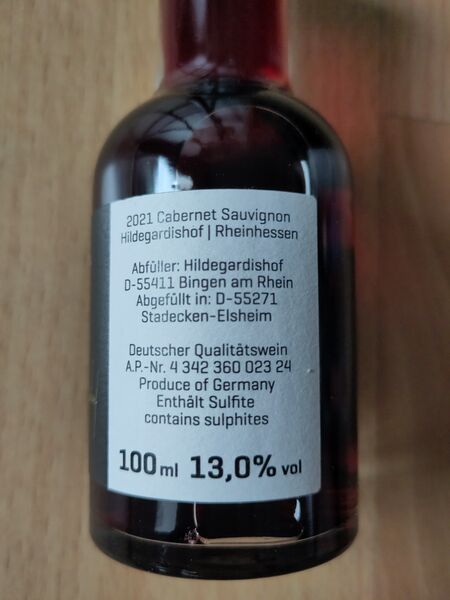 2021 Cabernet Sauvignon
Hildegardishof | Rheinhessen
Abfüller: Hildegardishof
D-55411 Bingen am Rhein
Abgefüllt in: D-55271
Stadecken-Elsheim
Deutscher Qualitätswein
A.P.-Nr. 4 342 360 023 24
Produce of Germany
Enthält Sulfite
contains sulphites
100 ml 13,0% vol